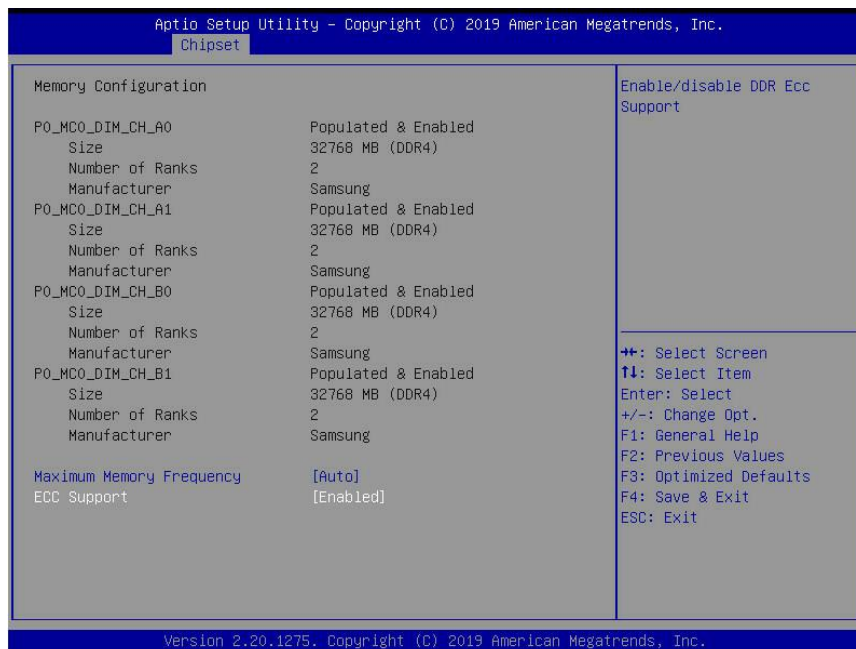 Aptio Setup Utility – Copyright (C) 2019 American Megatrends, Inc.
Chipset
Memory Configuration
P0_MC0_DIM_CH_A0 Populated & Enabled
Size 32768 MB (DDR4)
Number of Ranks 2
Manufacturer Samsung
P0_MC0_DIM_CH_A1 Populated & Enabled
Size 32768 MB (DDR4)
Number of Ranks 2
Manufacturer Samsung
P0_MC0_DIM_CH_B0 Populated & Enabled
Size 32768 MB (DDR4)
Number of Ranks 2
Manufacturer Samsung
P0_MC0_DIM_CH_B1 Populated & Enabled
Size 32768 MB (DDR4)
Number of Ranks 2
Manufacturer Samsung
Maximum Memory Frequency [Auto]
ECC Support [Enabled]
Enable/disable DDR Ecc
Support
→←: Select Screen
↑↓: Select Item
Enter: Select
+/-: Change Opt.
F1: General Help
F2: Previous Values
F3: Optimized Defaults
F4: Save & Exit
ESC: Exit
Version 2.20.1275. Copyright (C) 2019 American Megatrends, Inc.